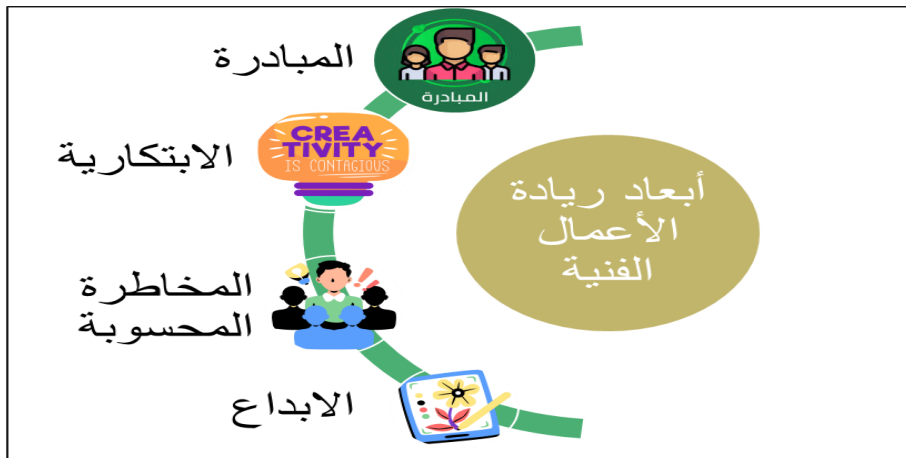 المبادرة
المبادرة
CREA
TIVITY
IS CONTAGIOUS
الابتكارية
أبعاد ريادة
الأعمال
الفنية
المخاطرة
المحسوبة
الابداع